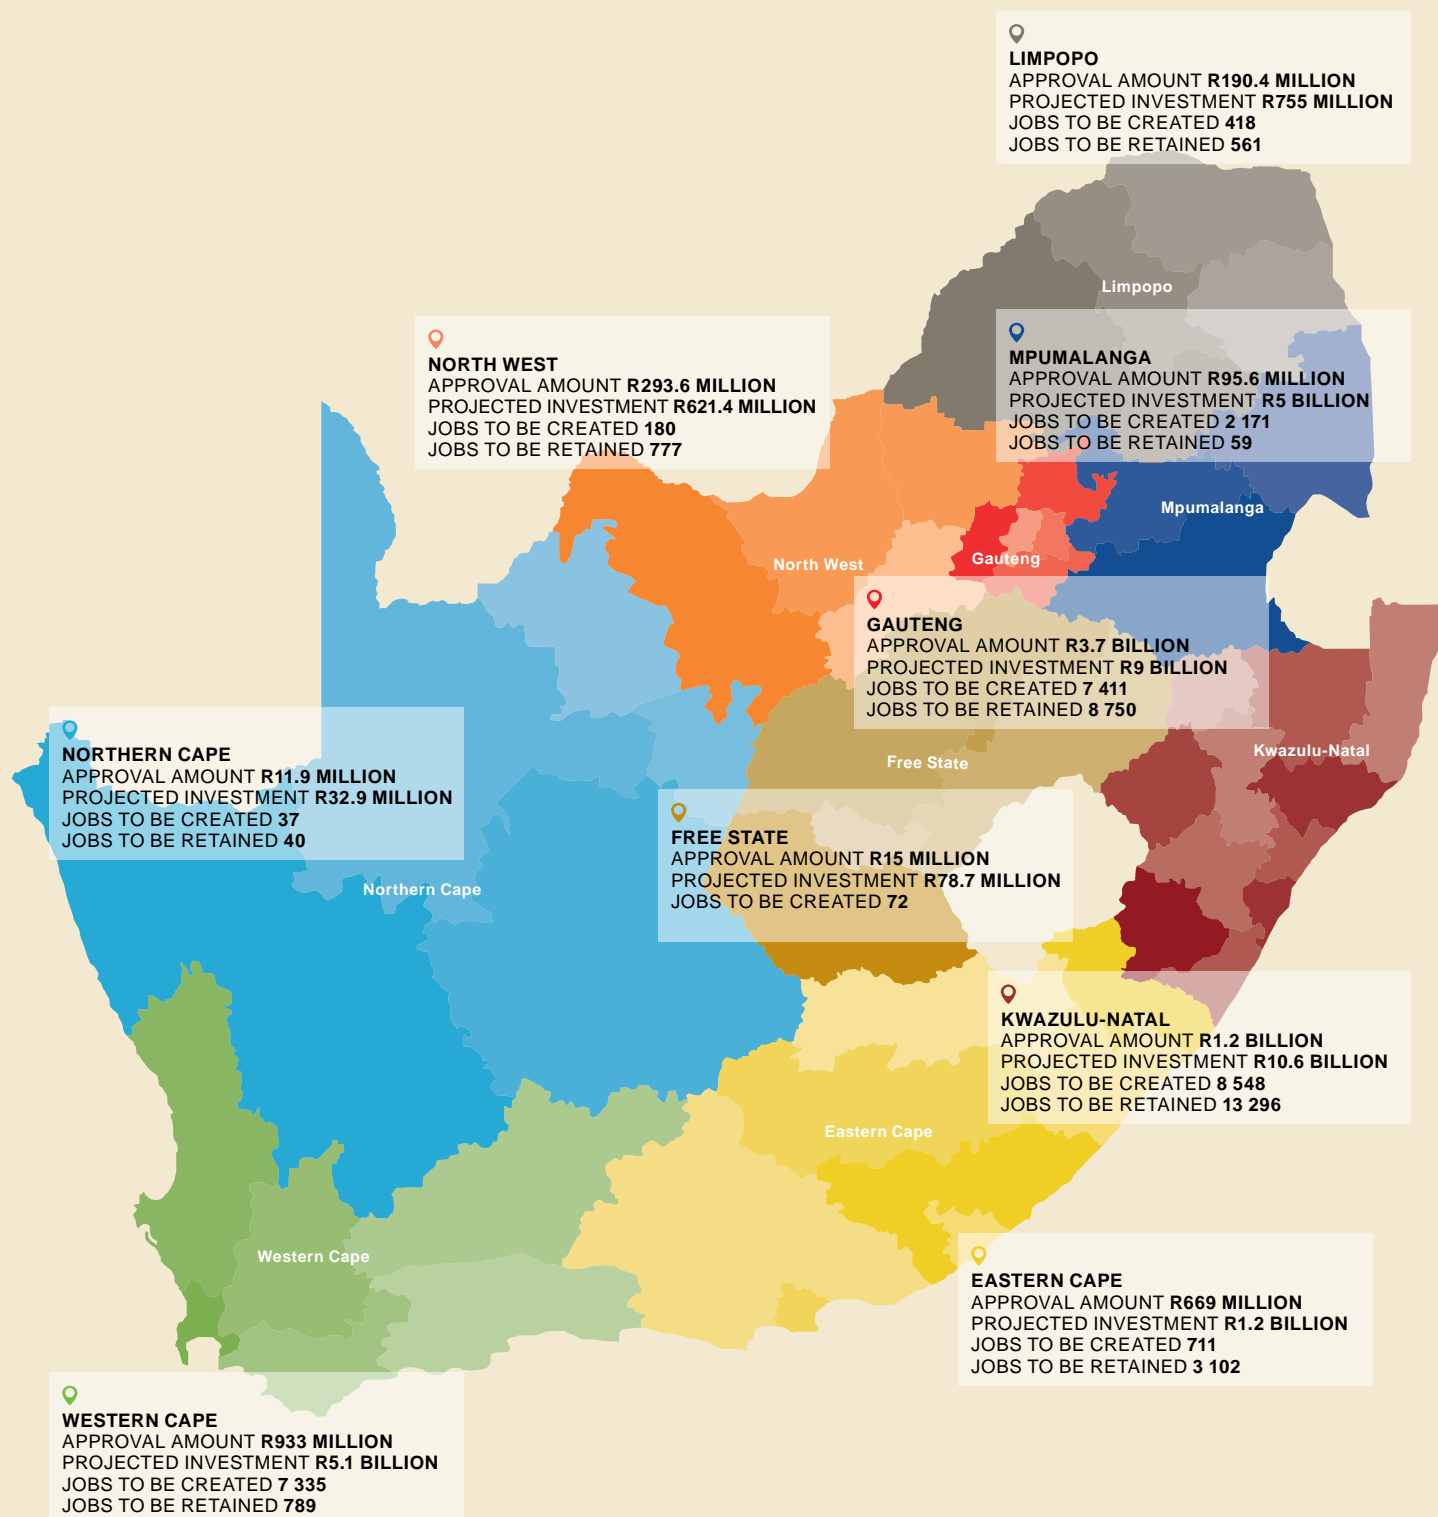 LIMPOPO
APPROVAL AMOUNT R190.4 MILLION
PROJECTED INVESTMENT R755 MILLION
JOBS TO BE CREATED 418
JOBS TO BE RETAINED 561
Limpopo
NORTH WEST
APPROVAL AMOUNT R293.6 MILLION
PROJECTED INVESTMENT R621.4 MILLION
JOBS TO BE CREATED 180
JOBS TO BE RETAINED 777
MPUMALANGA
APPROVAL AMOUNT R95.6 MILLION
PROJECTED INVESTMENT R5 BILLION
JOBS TO BE CREATED 2 171
JOBS TO BE RETAINED 59
Mpumalanga
North West
Gauteng
GAUTENG
APPROVAL AMOUNT R3.7 BILLION
PROJECTED INVESTMENT R9 BILLION
JOBS TO BE CREATED 7 411
JOBS TO BE RETAINED 8 750
NORTHERN CAPE
APPROVAL AMOUNT R11.9 MILLION
PROJECTED INVESTMENT R32.9 MILLION
JOBS TO BE CREATED 37
JOBS TO BE RETAINED 40
Free State
Kwazulu-Natal
FREE STATE
APPROVAL AMOUNT R15 MILLION
PROJECTED INVESTMENT R78.7 MILLION
JOBS TO BE CREATED 72
Northern Cape
KWAZULU-NATAL
APPROVAL AMOUNT R1.2 BILLION
PROJECTED INVESTMENT R10.6 BILLION
JOBS TO BE CREATED 8 548
JOBS TO BE RETAINED 13 296
Eastern Cape
Western Cape
EASTERN CAPE
APPROVAL AMOUNT R669 MILLION
PROJECTED INVESTMENT R1.2 BILLION
JOBS TO BE CREATED 711
JOBS TO BE RETAINED 3 102
WESTERN CAPE
APPROVAL AMOUNT R933 MILLION
PROJECTED INVESTMENT R5.1 BILLION
JOBS TO BE CREATED 7 335
JOBS TO BE RETAINED 789